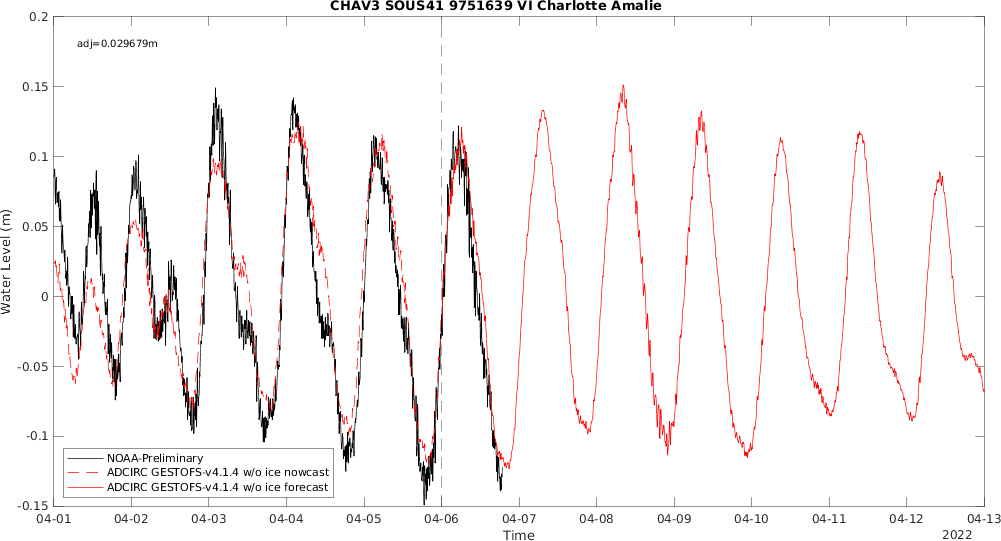 CHAV3 SOUS41 9751639 VI Charlotte Amalie
adj=0.029679m
Water Level (m)
0.2
0.15
0.1
0.05
0
-0.05
-0.1
-0.15
NOAA-Preliminary
ADCIRC GESTOFS-v4.1.4 w/o ice nowcast
ADCIRC GESTOFS-v4.1.4 w/o ice forecast
04-01 04-02 04-03 04-04 04-05 04-06 04-07 04-08 04-09 04-10 04-11 04-12 04-13
Time
2022